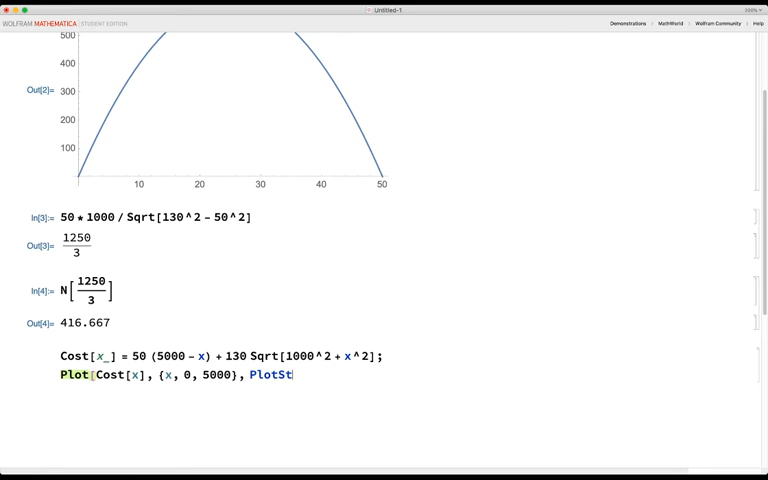 Untitled-1
WOLFRAM MATHEMATICA | STUDENT EDITION
Demonstrations | MathWorld | Wolfram Community | Help
500
400
Out[2]= 300
200
100
10 20 30 40 50
In[3]:= 50 * 1000 / Sqrt[130^2 - 50^2]
Out[3]= 1250
3
In[4]:= N[1250
3]
Out[4]= 416.667
Cost[x_] = 50 (5000 - x) + 130 Sqrt[1000^2 + x^2];
Plot[Cost[x], {x, 0, 5000}, PlotSt